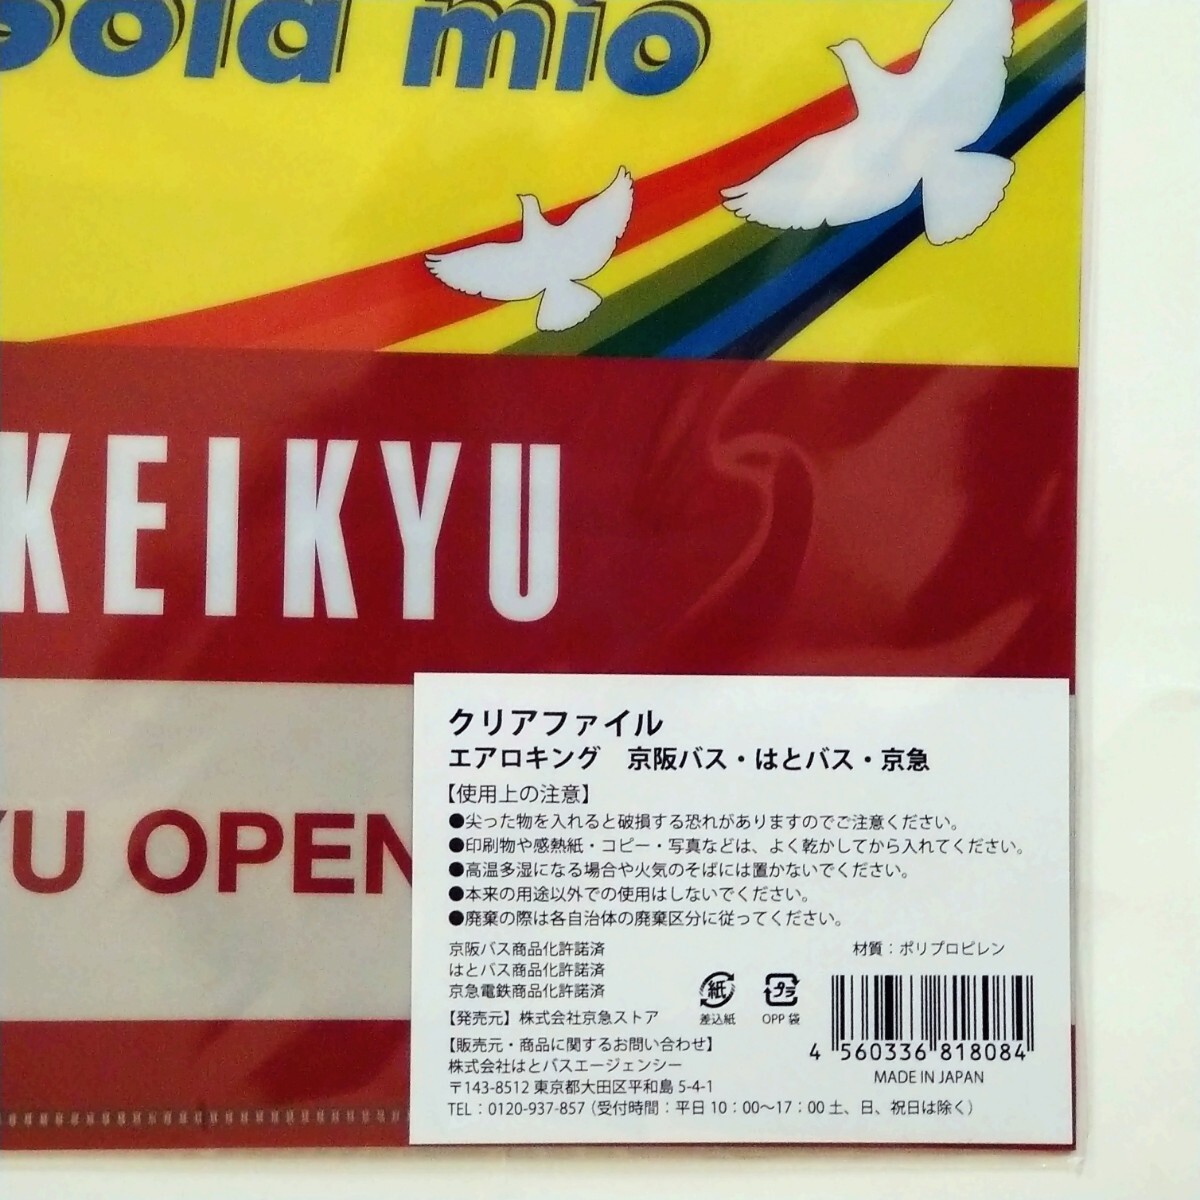 sola mio
KEIKYU
YU OPEN
クリアファイル
エアロキング　京阪バス・はとバス・京急
【使用上の注意】
●尖った物を入れると破損する恐れがありますのでご注意ください。
●印刷物や感熱紙・コピー・写真などは、よく乾かしてから入れてください。
●高温多湿になる場合や火気のそばには置かないでください。
●本来の用途以外での使用はしないでください。
●廃棄の際は各自治体の廃棄区分に従ってください。
京阪バス商品化許諾済
はとバス商品化許諾済
京急電鉄商品化許諾済
材質：ポリプロピレン
【発売元】株式会社京急ストア
【販売元・商品に関するお問い合わせ】
株式会社はとバスエージェンシー
〒143-8512 東京都大田区平和島 5-4-1
TEL：0120-937-857（受付時間：平日 10：00～17：00 土、日、祝日は除く）
紙
差込紙
プラ
OPP 袋
4 560336 818084
MADE IN JAPAN